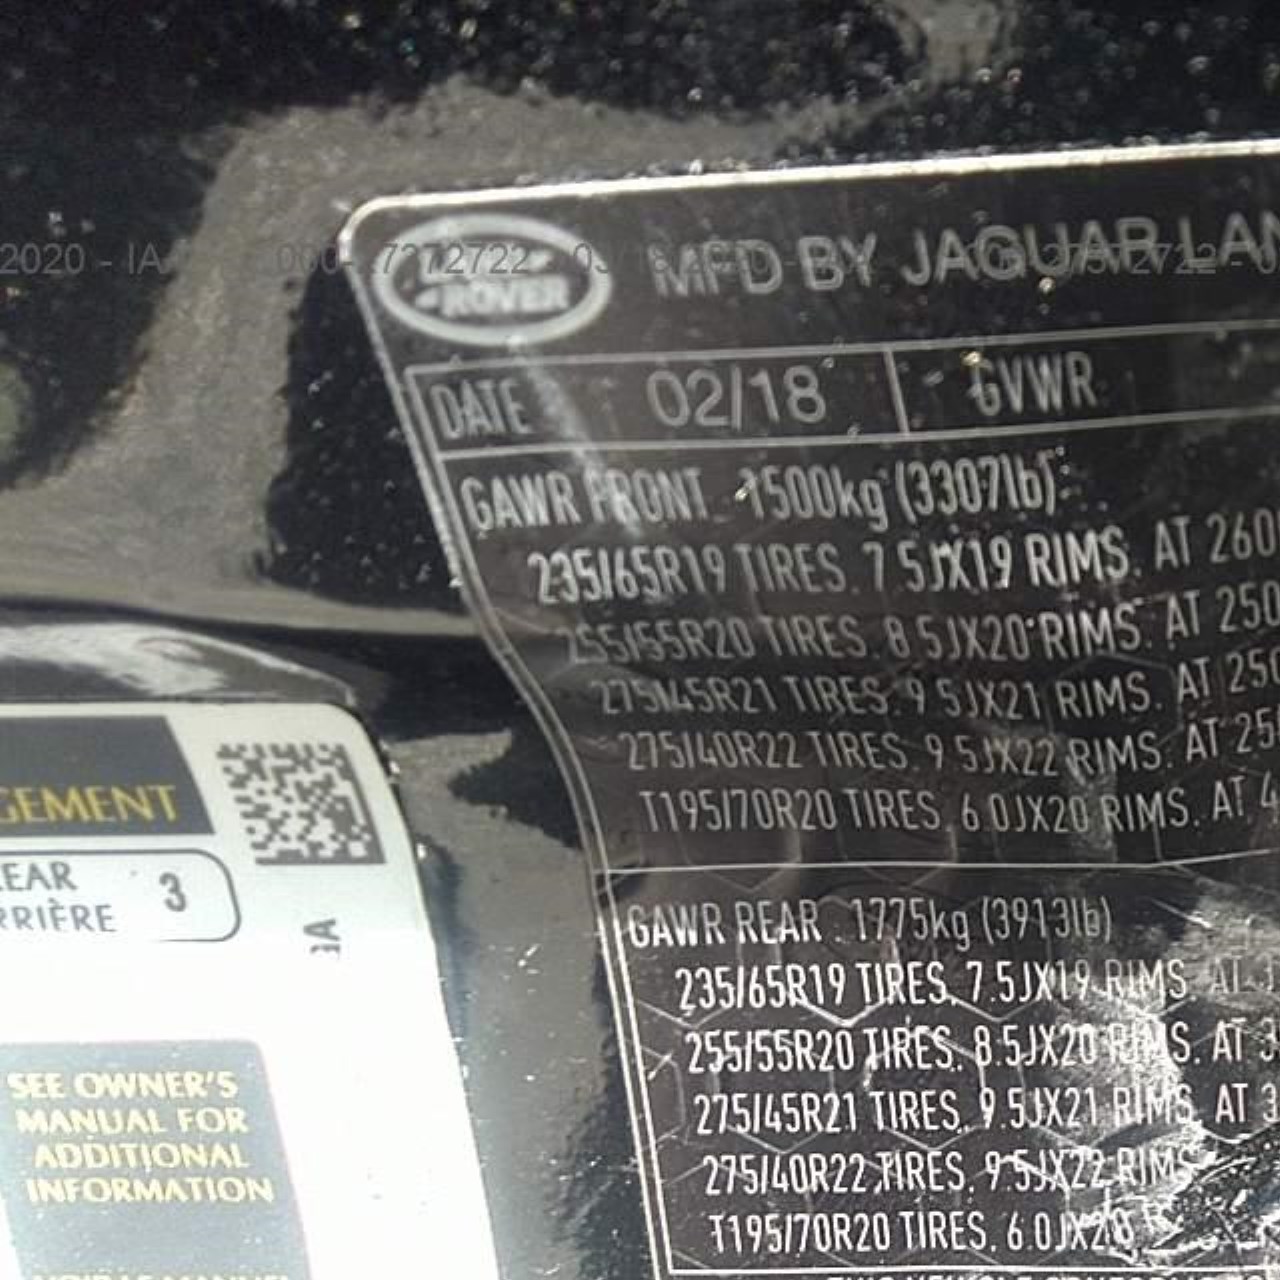 MFD BY JAGUAR LAN
LAND
ROVER
DATE 02/18 GVWR
GAWR FRONT 1500kg (3307lb)
235/65R19 TIRES. 7.5JX19 RIMS. AT 260
255/55R20 TIRES. 8.5JX20 RIMS. AT 250
275/45R21 TIRES. 9.5JX21 RIMS. AT 250
275/40R22 TIRES. 9.5JX22 RIMS. AT 25
T195/70R20 TIRES. 6.0JX20 RIMS. AT 4
GAWR REAR . 1775kg (3913lb)
235/65R19 TIRES. 7.5JX19 RIMS AT
255/55R20 TIRES. 8.5JX20 RIMS. AT 3
275/45R21 TIRES. 9.5JX21 RIMS. AT 3
275/40R22 TIRES. 9.5JX22 RIMS
T195/70R20 TIRES. 6.0JX20 R
GEMENT
EAR 3
RRIÈRE
SEE OWNER'S
MANUAL FOR
ADDITIONAL
INFORMATION